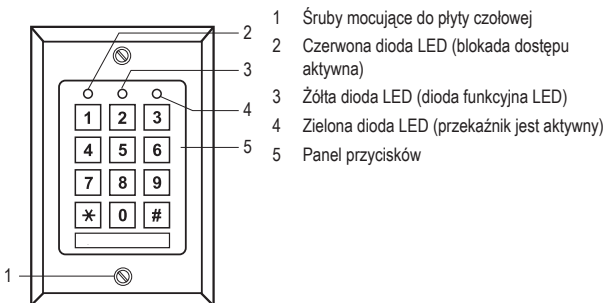 1 Śruby mocujące do płyty czołowej
2 Czerwona dioda LED (blokada dostępu
aktywna)
3 Żółta dioda LED (dioda funkcyjna LED)
4 Zielona dioda LED (przekaźnik jest aktywny)
5 Panel przycisków
2
3
4
5
1
1 2 3
4 5 6
7 8 9
* 0 #